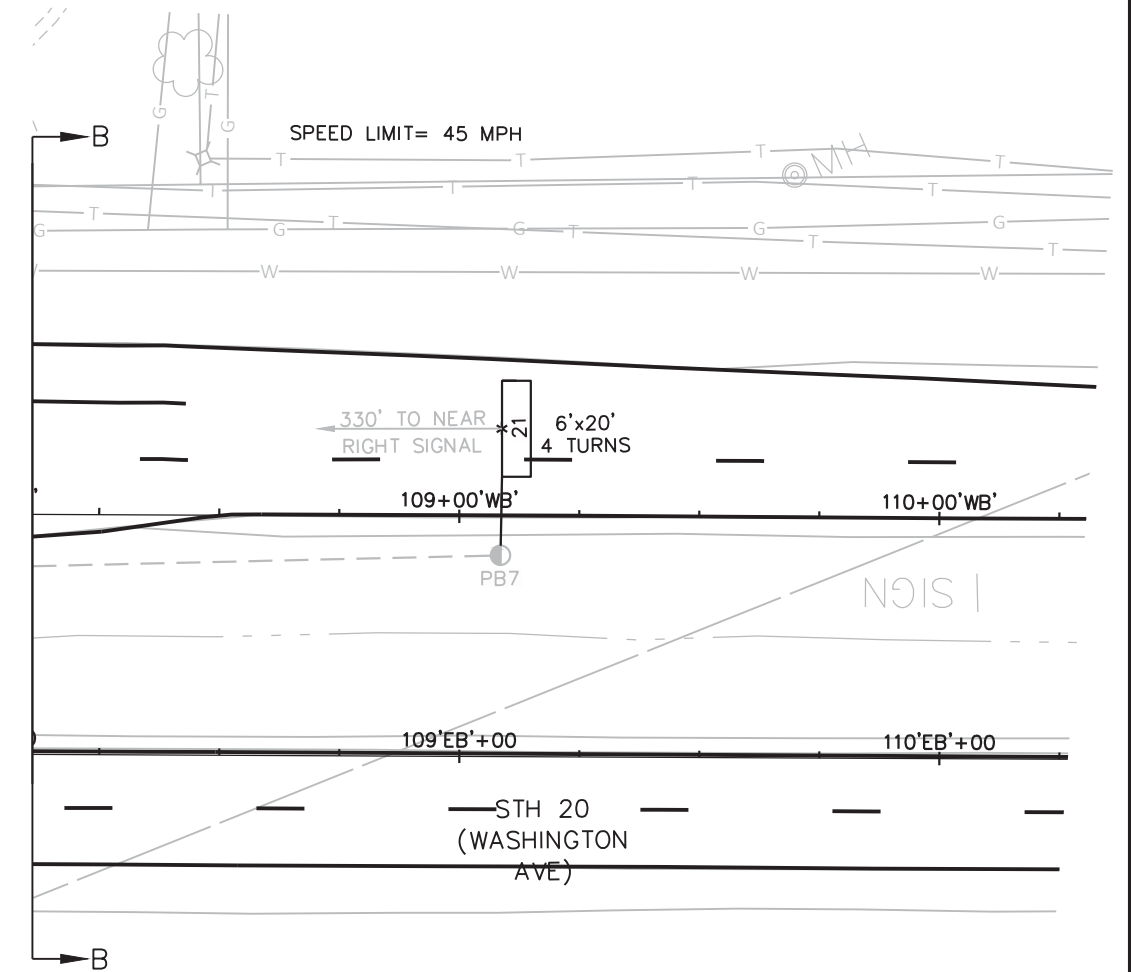 B
SPEED LIMIT= 45 MPH
G
T
G
MH
T T T T
T T T T
T T T T T
G G G G G
W W W W
330' TO NEAR
RIGHT SIGNAL
21
6'x20'
4 TURNS
109+00'WB'
110+00'WB'
PB7
| SIGN
109'EB'+00
110'EB'+00
STH 20
(WASHINGTON
AVE)
B